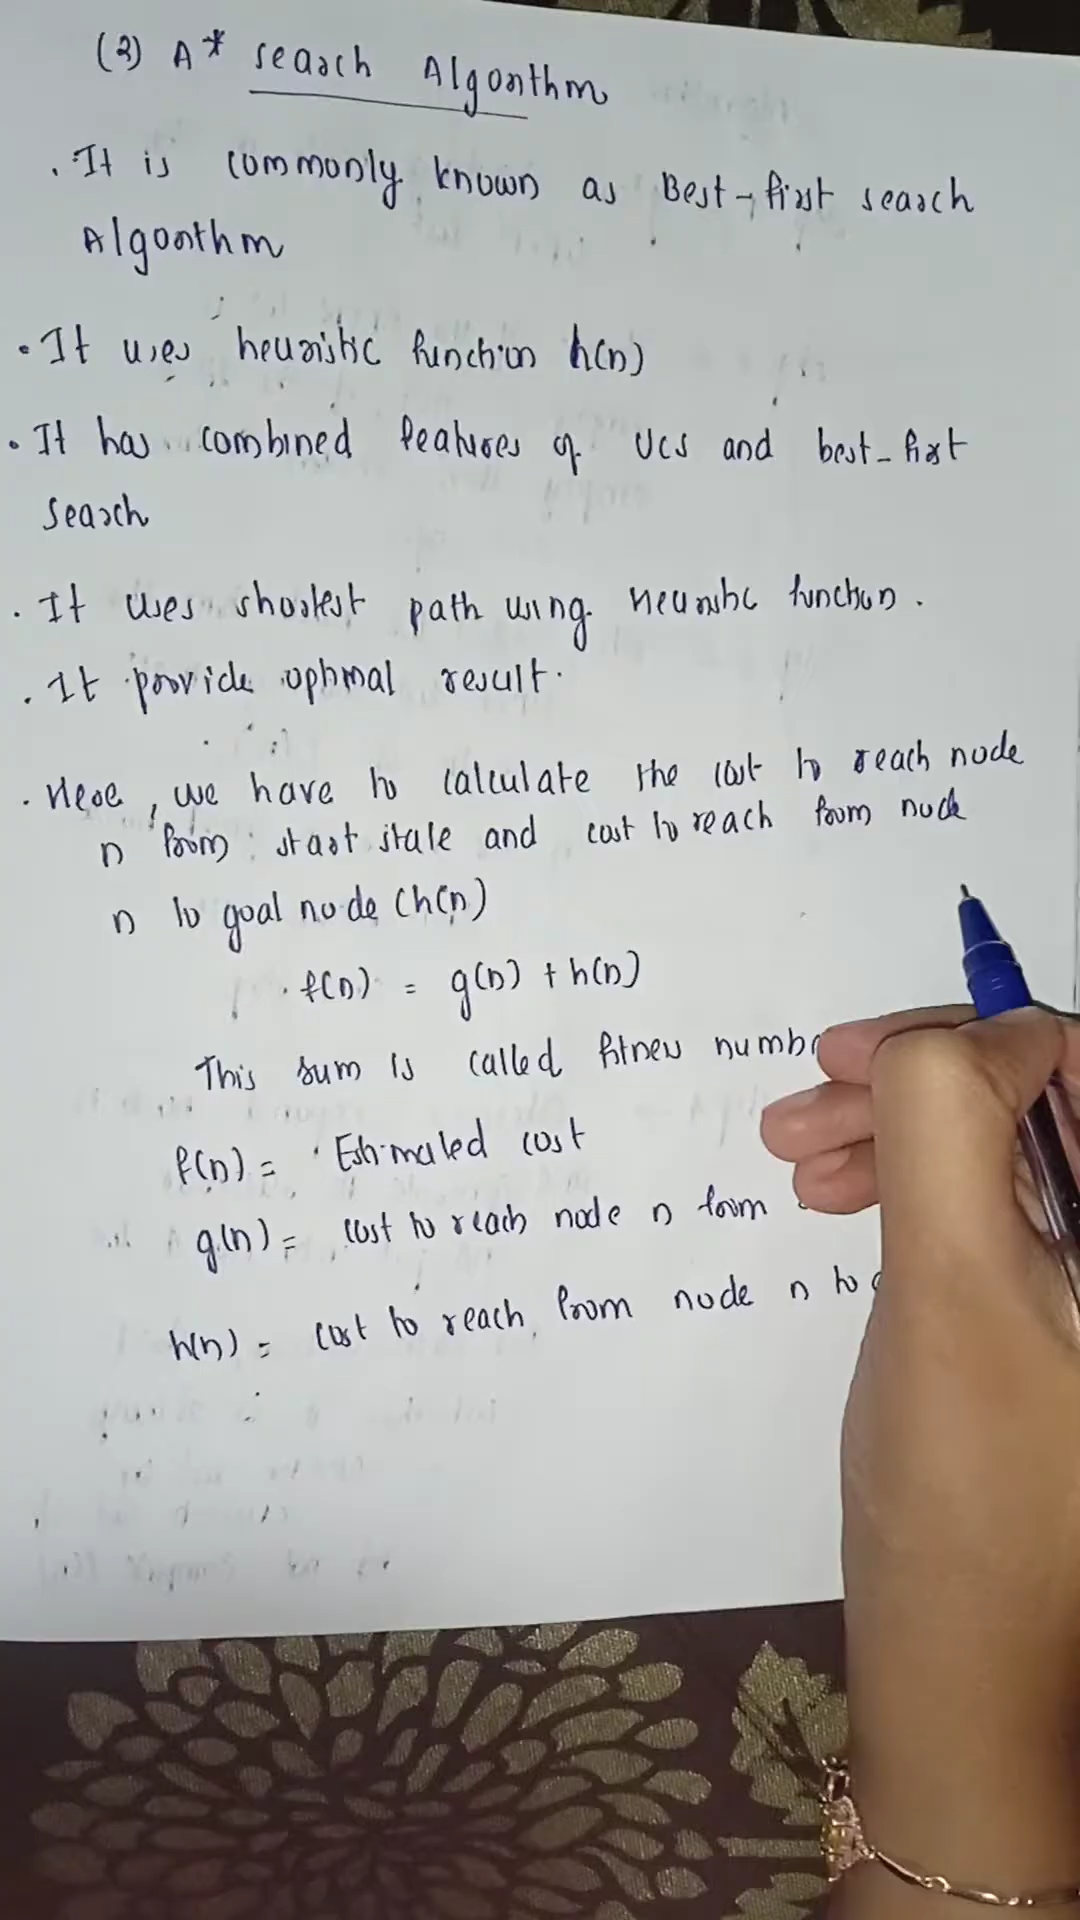 (2) A* search Algorithm
. It is commonly known as Best-first search
Algorithm
. It uses heuristic function h(n)
. It has combined features of UCS and best-first
search
. It uses shortest path using heuristic function.
. It provide optimal result.
. Here, we have to calculate the cost to reach node
n from start state and cost to reach from node
n to goal node (h(n)
f(n) = g(n) + h(n)
This sum is called fitness
f(n) = Estimated cost
g(n) = cost to reach node n from
h(n) = cost to reach from node n to